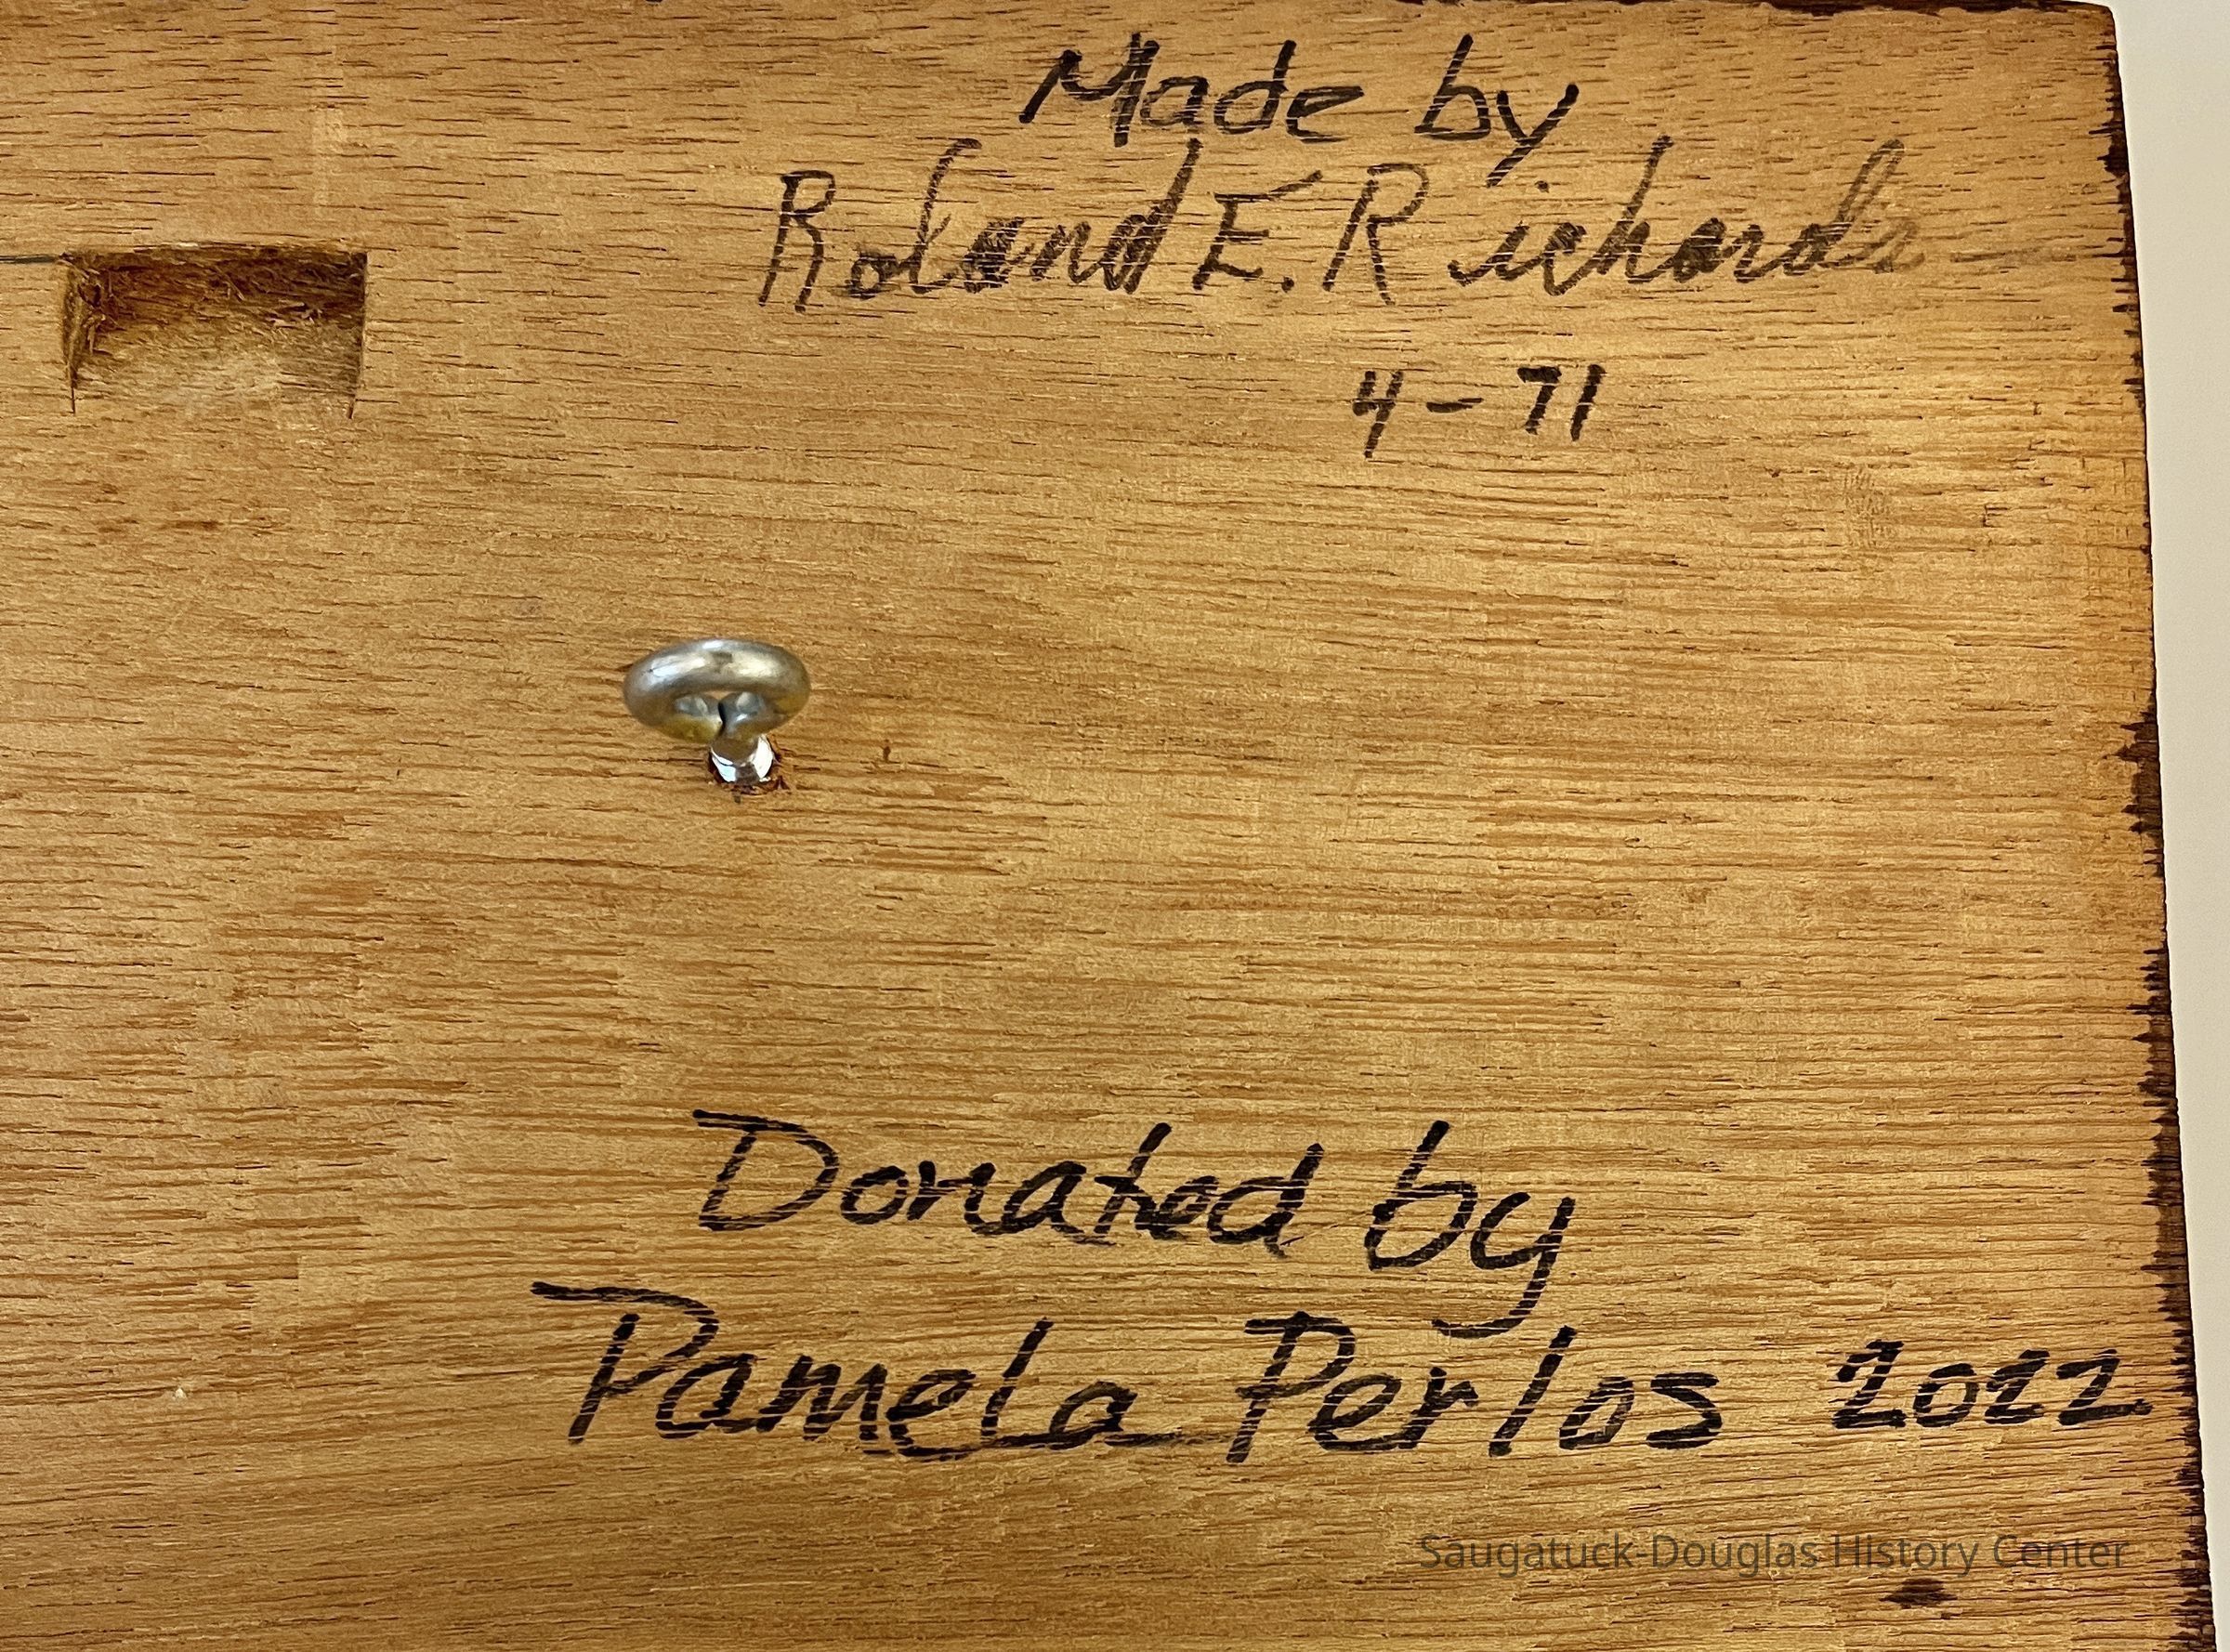 Made by
Roland E. Richards
4-71
Donated by
Pamela Perlos 2022
Saugatuck-Douglas History Center